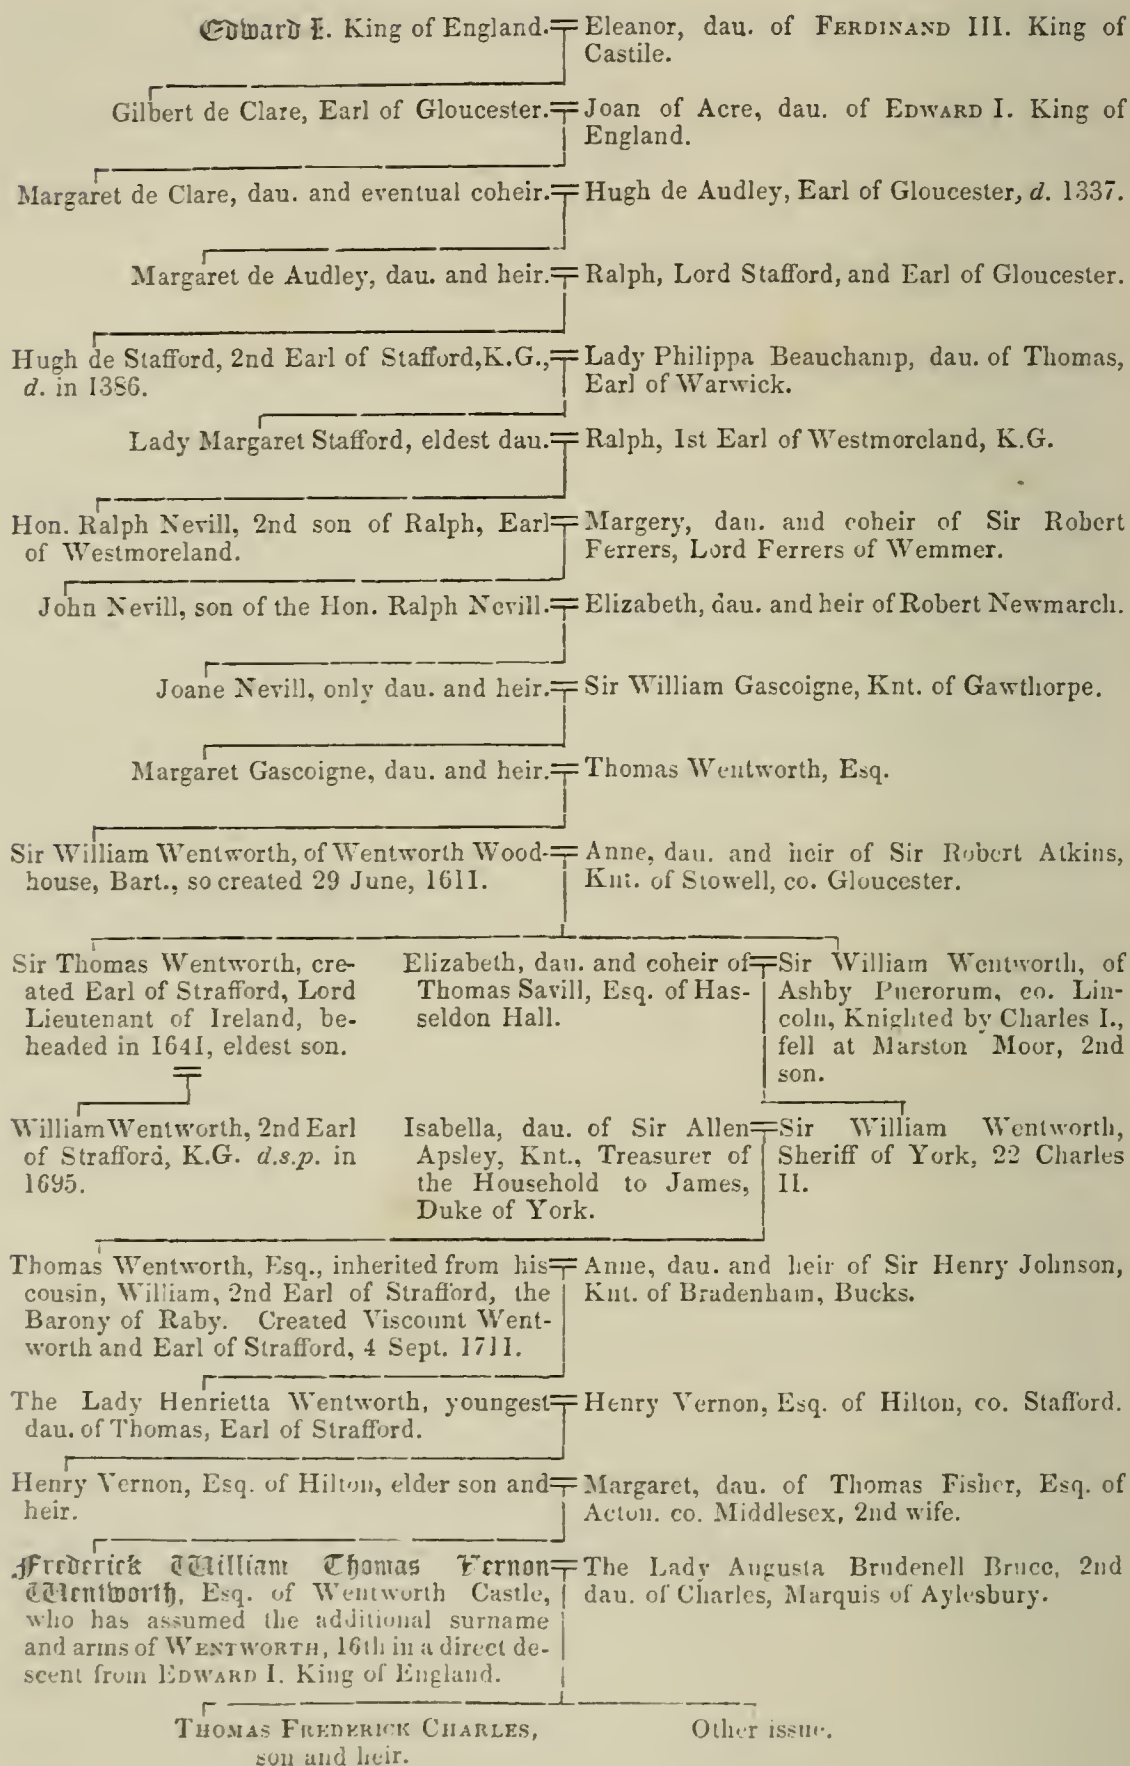 Edward I. King of England. Eleanor, dau. of FERDINAND III. King of
Castile.
Gilbert de Clare, Earl of Gloucester. Joan of Acre, dau. of EDWARD I. King of
England.
Margaret de Clare, dau. and eventual coheir. Hugh de Audley, Earl of Gloucester, d. 1337.
Margaret de Audley, dau. and heir. Ralph, Lord Stafford, and Earl of Gloucester.
Hugh de Stafford, 2nd Earl of Stafford, K.G.,
d. in 1386.
Lady Philippa Beauchamp, dau. of Thomas,
Earl of Warwick.
Lady Margaret Stafford, eldest dau. Ralph, 1st Earl of Westmoreland, K.G.
Hon. Ralph Nevill, 2nd son of Ralph, Earl
of Westmoreland.
Margery, dau. and coheir of Sir Robert
Ferrers, Lord Ferrers of Wemmer.
John Nevill, son of the Hon. Ralph Nevill. Elizabeth, dau. and heir of Robert Newmarch.
Joane Nevill, only dau. and heir. Sir William Gascoigne, Knt. of Gawthorpe.
Margaret Gascoigne, dau. and heir. Thomas Wentworth, Esq.
Sir William Wentworth, of Wentworth Wood-
house, Bart., so created 29 June, 1611.
Anne, dau. and heir of Sir Robert Atkins,
Knt. of Stowell, co. Gloucester.
Sir Thomas Wentworth, cre-
ated Earl of Strafford, Lord
Lieutenant of Ireland, be-
headed in 1641, eldest son.
Elizabeth, dau. and coheir of
Thomas Savill, Esq. of Has-
seldon Hall.
Sir William Wentworth, of
Ashby Puerorum, co. Lin-
coln, Knighted by Charles I.,
fell at Marston Moor, 2nd
son.
William Wentworth, 2nd Earl
of Strafford, K.G. d.s.p. in
1695.
Isabella, dau. of Sir Allen
Apsley, Knt., Treasurer of
the Household to James,
Duke of York.
Sir William Wentworth,
Sheriff of York, 22 Charles
II.
Thomas Wentworth, Esq., inherited from his
cousin, William, 2nd Earl of Strafford, the
Barony of Raby. Created Viscount Went-
worth and Earl of Strafford, 4 Sept. 1711.
Anne, dau. and heir of Sir Henry Johnson,
Knt. of Bradenham, Bucks.
The Lady Henrietta Wentworth, youngest
dau. of Thomas, Earl of Strafford.
Henry Vernon, Esq. of Hilton, co. Stafford.
Henry Vernon, Esq. of Hilton, elder son and
heir.
Margaret, dau. of Thomas Fisher, Esq. of
Acton. co. Middlesex, 2nd wife.
Frederick William Thomas Vernon
Wentworth, Esq. of Wentworth Castle,
who has assumed the additional surname
and arms of WENTWORTH, 16th in a direct de-
scent from EDWARD I. King of England.
The Lady Augusta Brudenell Bruce, 2nd
dau. of Charles, Marquis of Aylesbury.
THOMAS FREDERICK CHARLES,
son and heir.
Other issue.